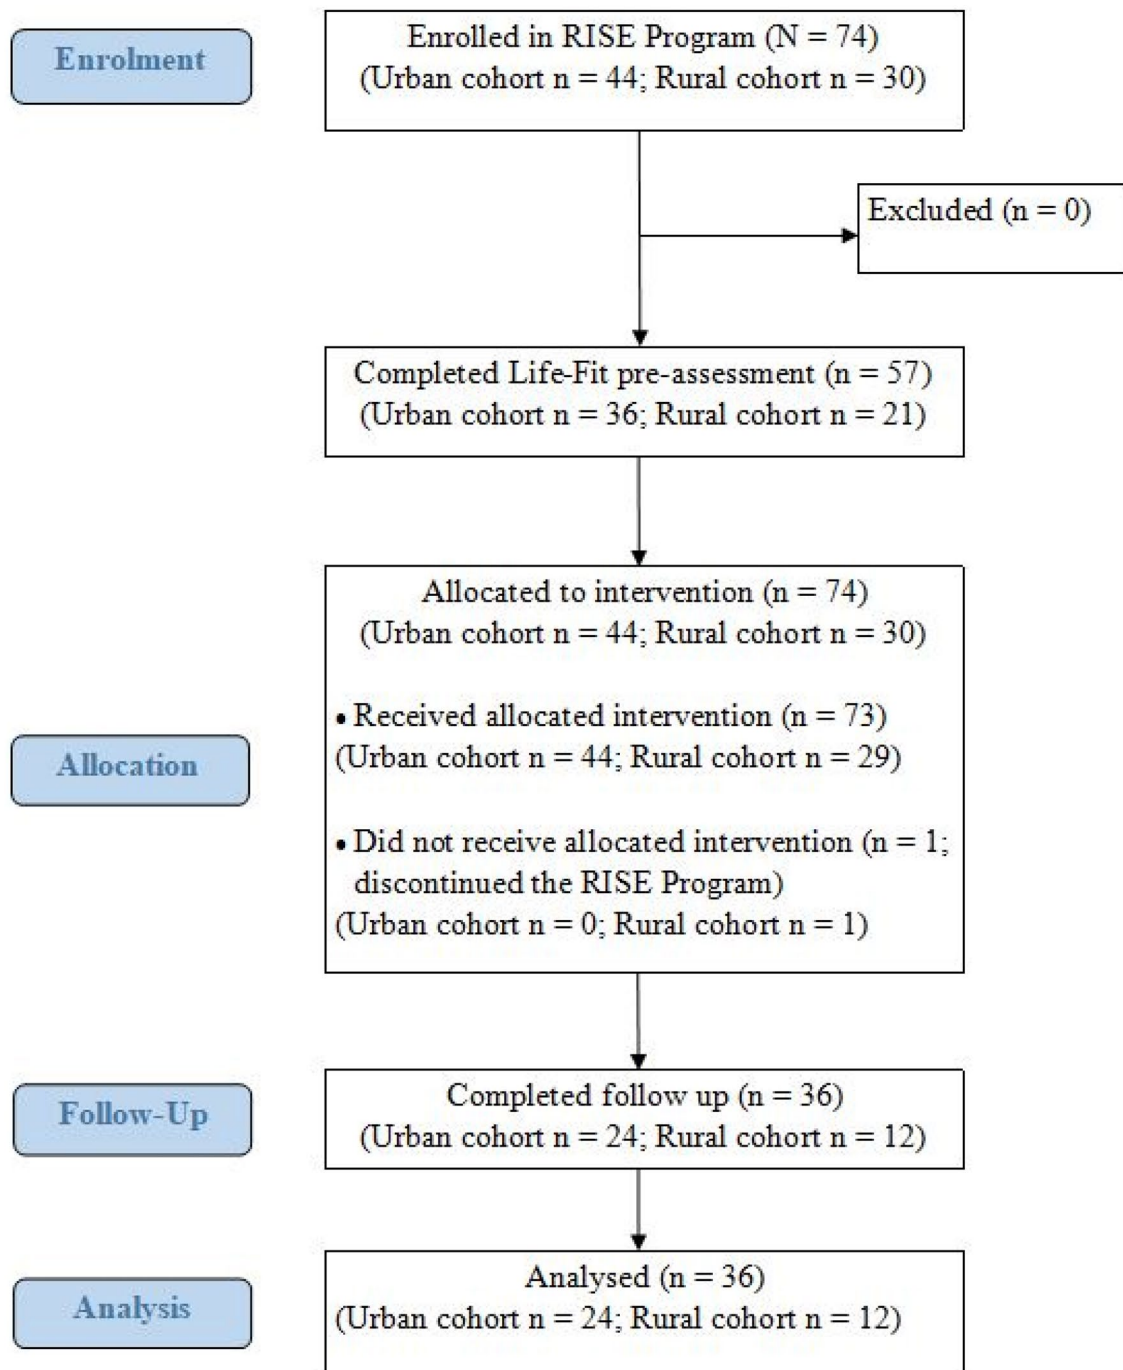 Enrolment
Enrolled in RISE Program (N = 74)
(Urban cohort n = 44; Rural cohort n = 30)
Excluded (n = 0)
Completed Life-Fit pre-assessment (n = 57)
(Urban cohort n = 36; Rural cohort n = 21)
Allocation
Allocated to intervention (n = 74)
(Urban cohort n = 44; Rural cohort n = 30)
• Received allocated intervention (n = 73)
(Urban cohort n = 44; Rural cohort n = 29)
• Did not receive allocated intervention (n = 1;
discontinued the RISE Program)
(Urban cohort n = 0; Rural cohort n = 1)
Follow-Up
Completed follow up (n = 36)
(Urban cohort n = 24; Rural cohort n = 12)
Analysis
Analysed (n = 36)
(Urban cohort n = 24; Rural cohort n = 12)